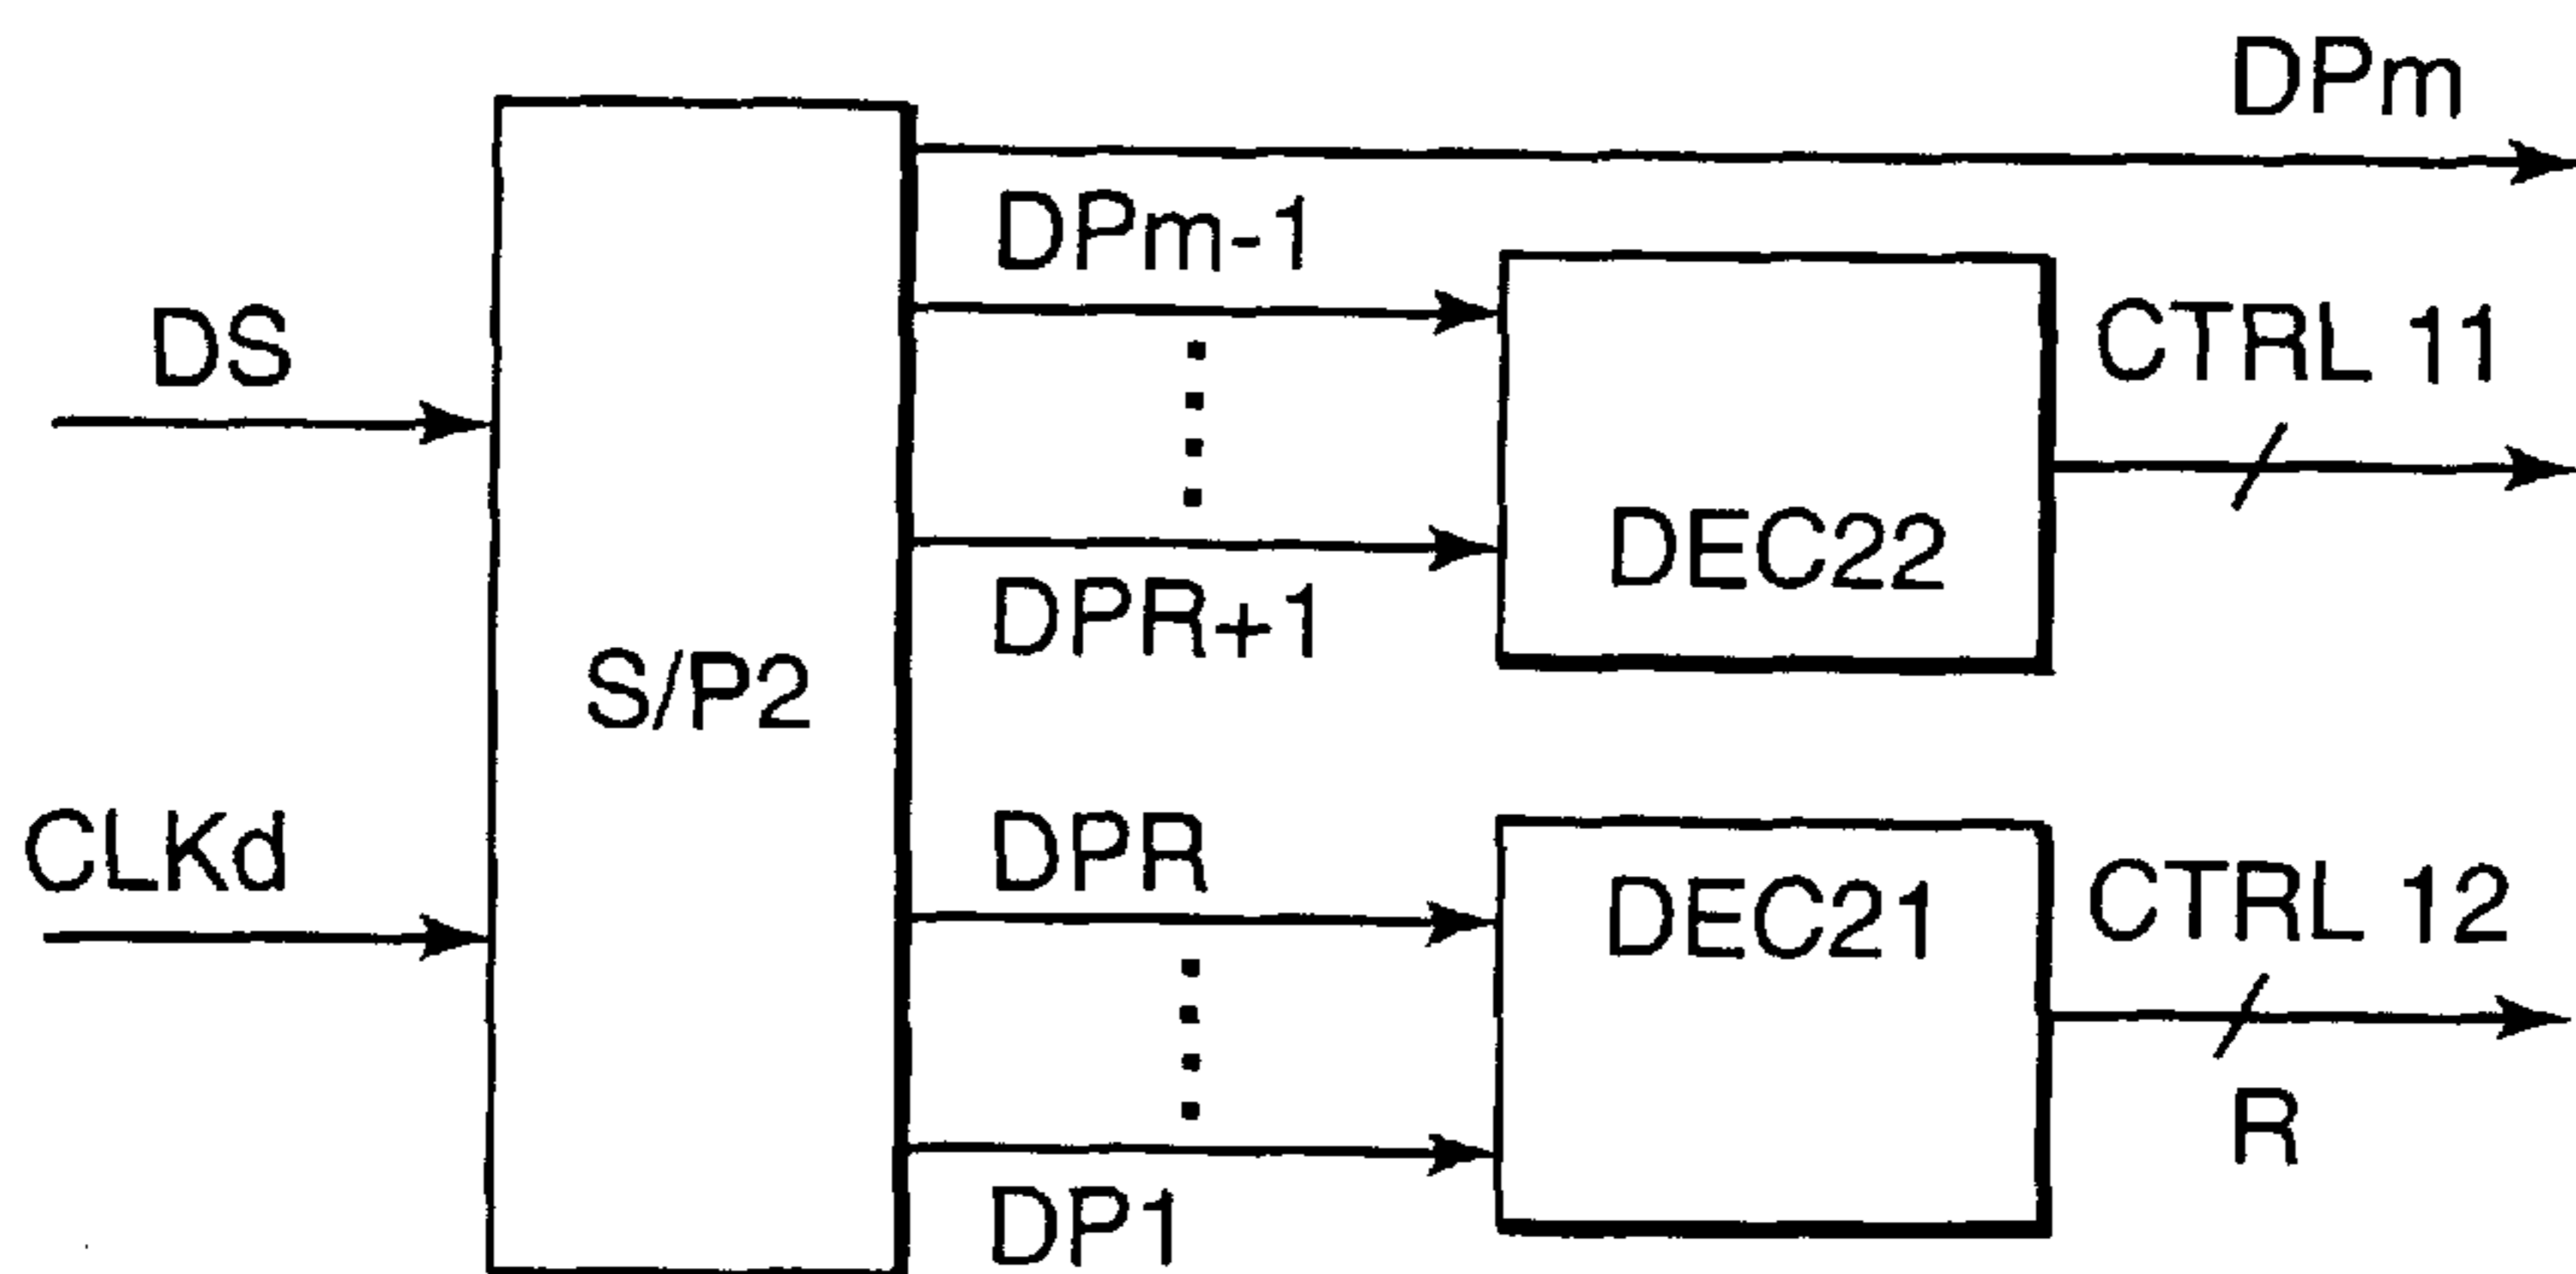 DPm
DPm-1
DS
CTRL 11
DEC22
DPR+1
S/P2
DPR
CLKd
DEC21
CTRL 12
R
DP1